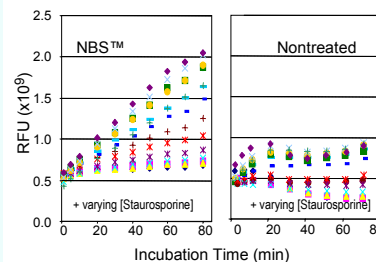 NBS™
Nontreated
RFU (x10⁹)
2.5
2.0
1.5
1.0
0.5
0.0
+ varying [Staurosporine]
+ varying [Staurosporine]
0 20 40 60 80
0 20 40 60
Incubation Time (min)